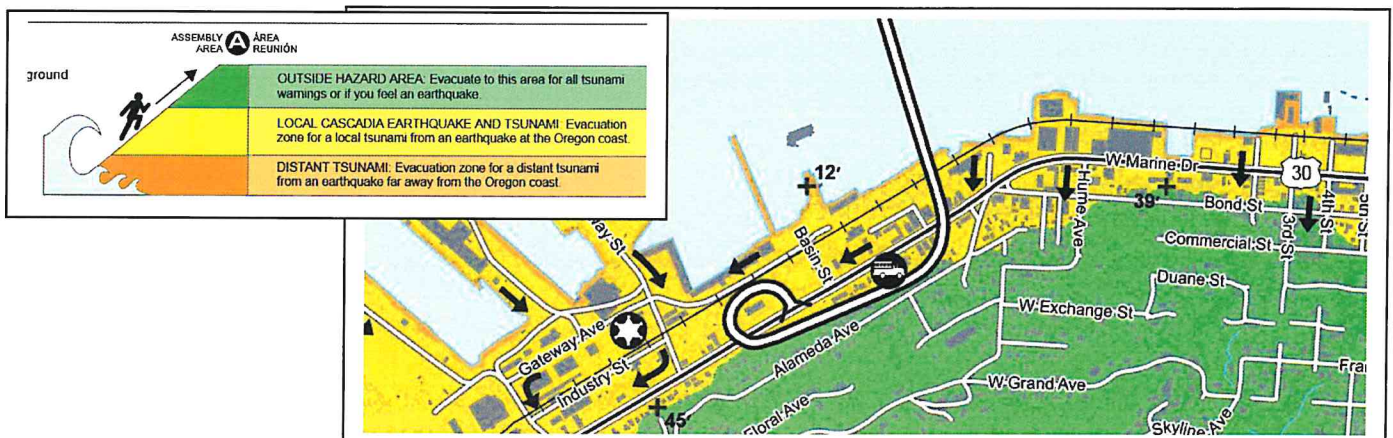 ASSEMBLY AREA A ÁREA REUNIÓN
ground
OUTSIDE HAZARD AREA: Evacuate to this area for all tsunami
warnings or if you feel an earthquake.
LOCAL CASCADIA EARTHQUAKE AND TSUNAMI: Evacuation
zone for a local tsunami from an earthquake at the Oregon coast.
DISTANT TSUNAMI: Evacuation zone for a distant tsunami
from an earthquake far away from the Oregon coast.
12'
W Marine Dr
30
39
Hume Ave
Bond St
3rd St
4th St
Commercial St
Basin St
Duane St
W Exchange St
Gateway Ave
Industry St
Alameda Ave
W Grand Ave
45'
Floral Ave
Skyline Ave